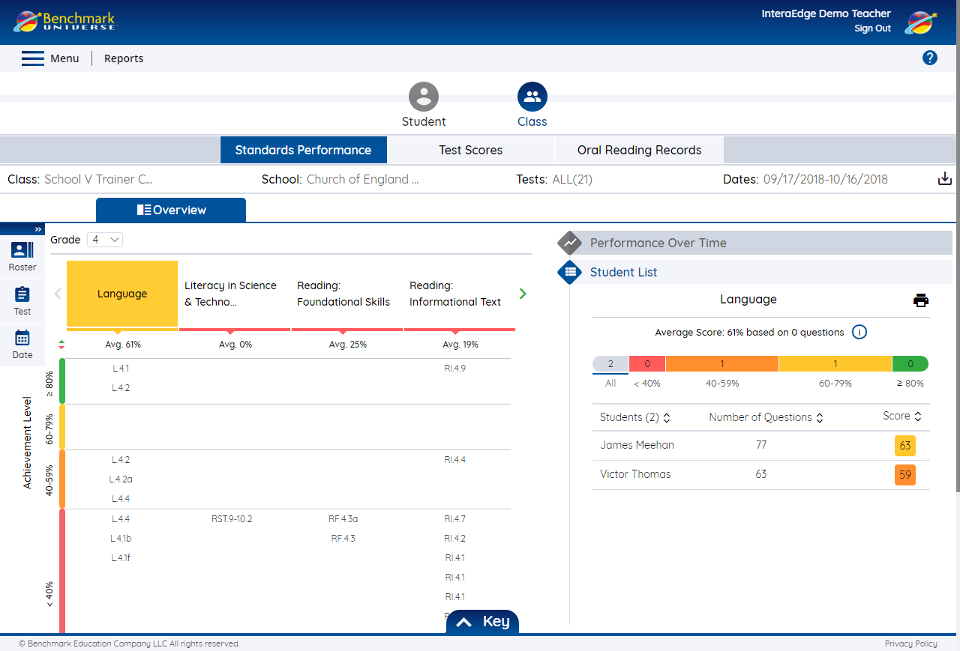 Benchmark
UNIVERSE
InteraEdge Demo Teacher
Sign Out
Menu
Reports
?
Student
Class
Standards Performance
Test Scores
Oral Reading Records
Class: School V Trainer C...
School: Church of England ...
Tests: ALL(21)
Dates: 09/17/2018-10/16/2018
Overview
»
Roster
Test
Date
Grade 4
Language
Literacy in Science
& Techno...
Reading:
Foundational Skills
Reading:
Informational Text
Avg. 61%
Avg. 0%
Avg. 25%
Avg. 19%
Achievement Level
≥ 80%
L.4.1
RI.4.9
L.4.2
60-79%
40-59%
L.4.2
RI.4.4
L.4.2a
L.4.4
< 40%
L.4.4
RST.9-10.2
RF.4.3a
RI.4.7
L.4.1b
RF.4.3
RI.4.2
L.4.1f
RI.4.1
RI.4.1
RI.4.1
Key
Performance Over Time
Student List
Language
Average Score: 61% based on 0 questions
2 0 1 1 0
All < 40% 40-59% 60-79% ≥ 80%
Students (2) Number of Questions Score
James Meehan 77 63
Victor Thomas 63 59
© Benchmark Education Company LLC All rights reserved.
Privacy Policy